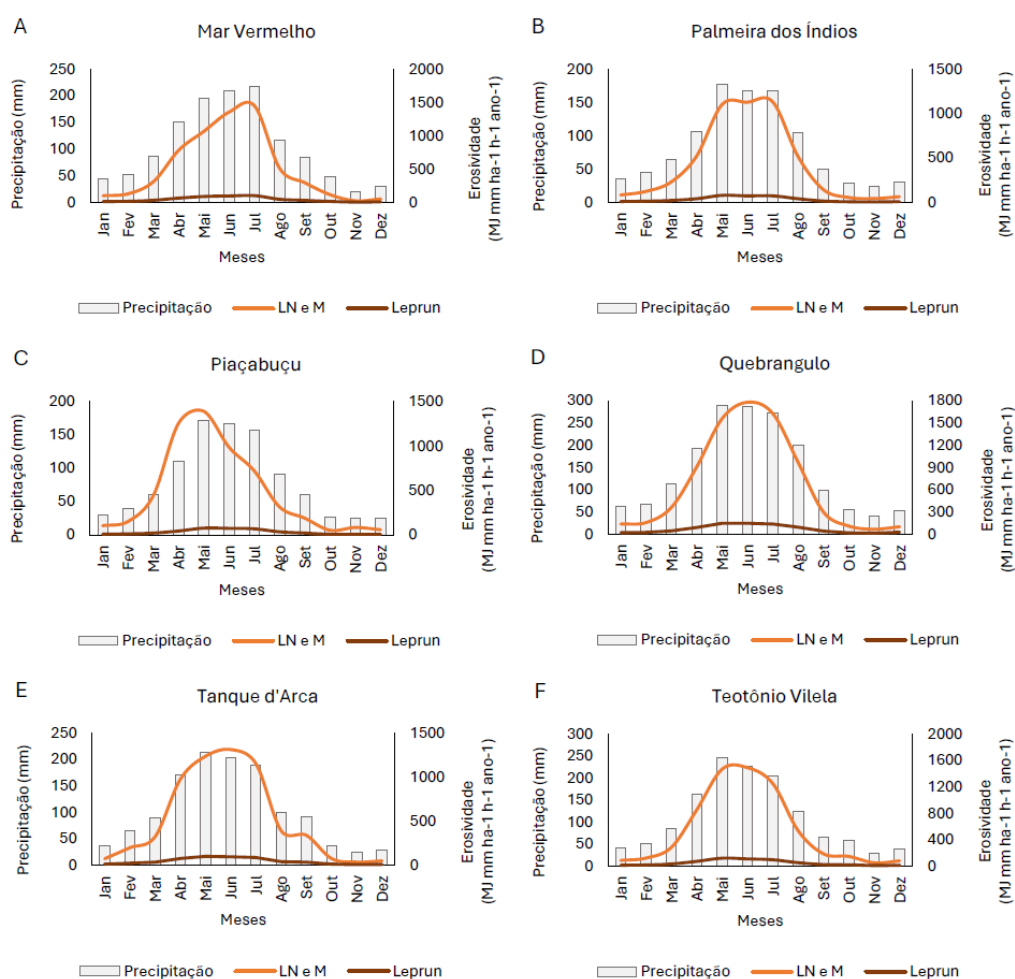 A
Mar Vermelho
Precipitação (mm)
250
200
150
100
50
0
2000
1500
1000
500
0
Erosividade
(MJ mm ha-1 h-1 ano-1)
Jan Fev Mar Abr Mai Jun Jul Ago Set Out Nov Dez
Meses
Precipitação LN e M Leprun
B
Palmeira dos Índios
Precipitação (mm)
200
150
100
50
0
1500
1000
500
0
Erosividade
(MJ mm ha-1 h-1 ano-1)
Jan Fev Mar Abr Mai Jun Jul Ago Set Out Nov Dez
Meses
Precipitação LN e M Leprun
C
Piaçabuçu
Precipitação (mm)
200
150
100
50
0
1500
1000
500
0
Erosividade
(MJ mm ha-1 h-1 ano-1)
Jan Fev Mar Abr Mai Jun Jul Ago Set Out Nov Dez
Meses
Precipitação LN e M Leprun
D
Quebrangulo
Precipitação (mm)
300
250
200
150
100
50
0
1800
1500
1200
900
600
300
0
Erosividade
(MJ mm ha-1 h-1 ano-1)
Jan Fev Mar Abr Mai Jun Jul Ago Set Out Nov Dez
Meses
Precipitação LN e M Leprun
E
Tanque d'Arca
Precipitação (mm)
250
200
150
100
50
0
1500
1000
500
0
Erosividade
(MJ mm ha-1 h-1 ano-1)
Jan Fev Mar Abr Mai Jun Jul Ago Set Out Nov Dez
Meses
Precipitação LN e M Leprun
F
Teotônio Vilela
Precipitação (mm)
300
250
200
150
100
50
0
2000
1600
1200
800
400
0
Erosividade
(MJ mm ha-1 h-1 ano-1)
Jan Fev Mar Abr Mai Jun Jul Ago Set Out Nov Dez
Meses
Precipitação LN e M Leprun